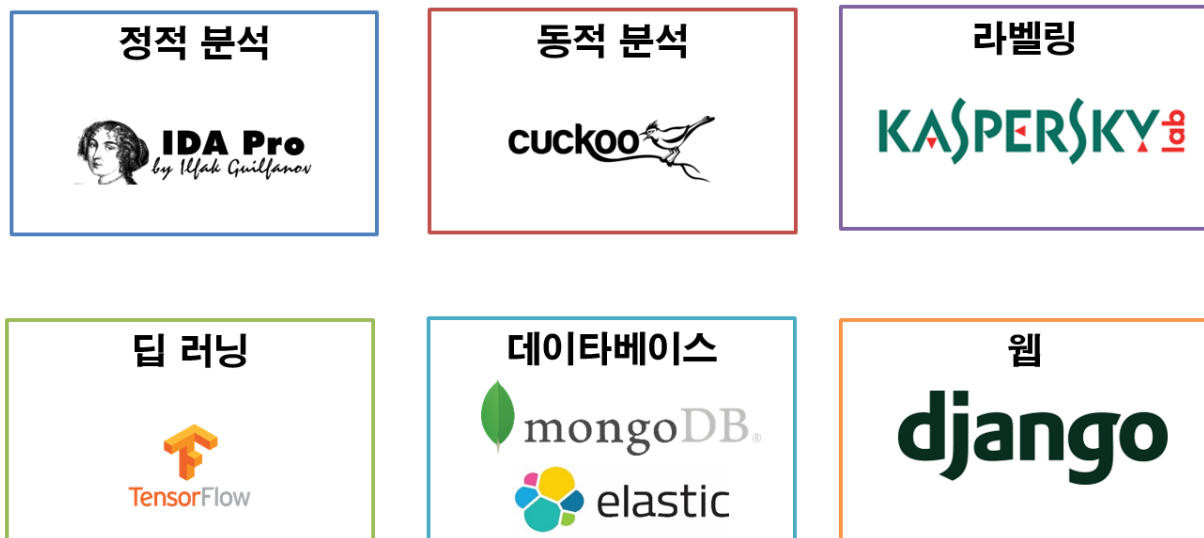 정적 분석
IDA Pro
by Ilfak Guilfanov
동적 분석
cuckoo
라벨링
KASPERSKY lab
딥 러닝
TensorFlow
데이타베이스
mongoDB®
elastic
웹
django